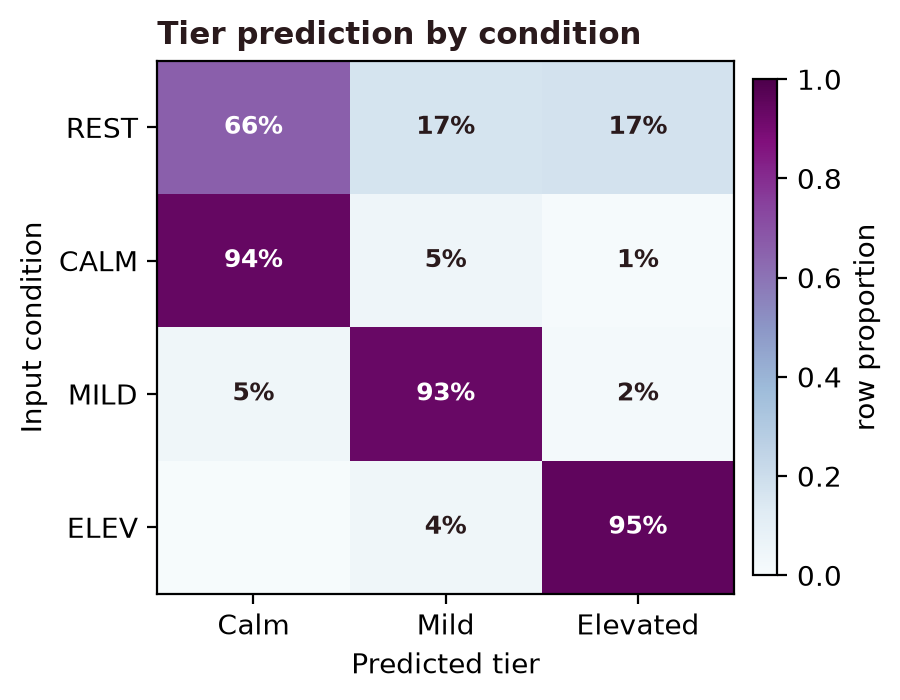 Tier prediction by condition
REST 66% 17% 17%
CALM 94% 5% 1%
MILD 5% 93% 2%
ELEV 4% 95%
Calm Mild Elevated
Predicted tier
Input condition
1.0
0.8
0.6
0.4
0.2
0.0
row proportion